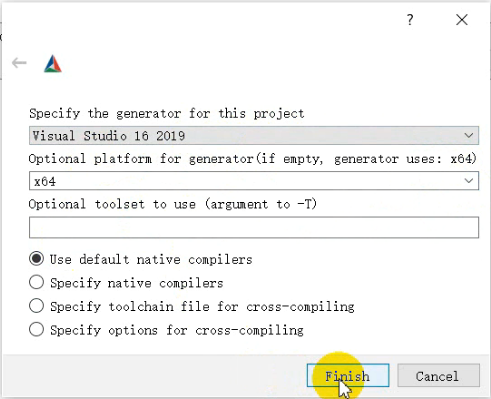 ?
Specify the generator for this project
Visual Studio 16 2019
Optional platform for generator(if empty, generator uses: x64)
x64
Optional toolset to use (argument to -T)
Use default native compilers
Specify native compilers
Specify toolchain file for cross-compiling
Specify options for cross-compiling
Finish Cancel